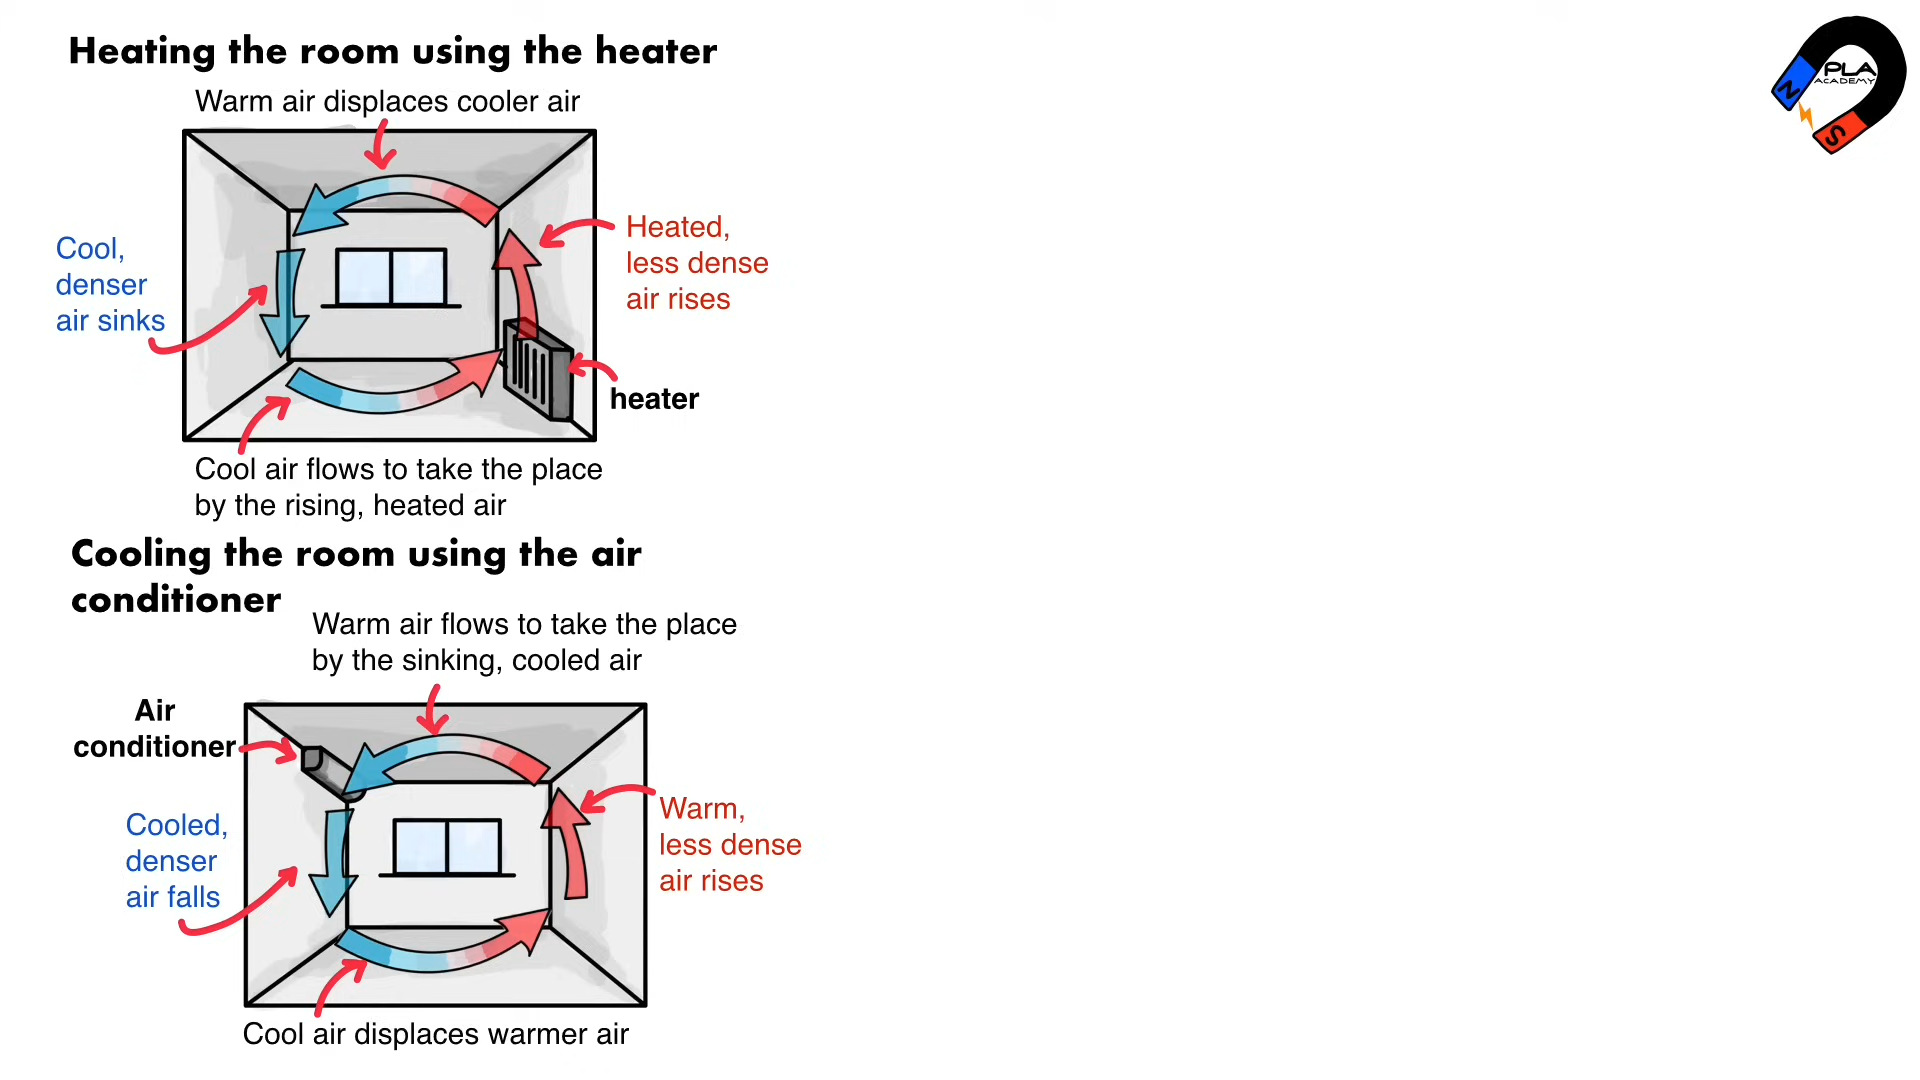 Heating the room using the heater
Warm air displaces cooler air
Cool,
denser
air sinks
Heated,
less dense
air rises
heater
Cool air flows to take the place
by the rising, heated air
Cooling the room using the air
conditioner
Warm air flows to take the place
by the sinking, cooled air
Air
conditioner
Cooled,
denser
air falls
Warm,
less dense
air rises
Cool air displaces warmer air
PLA
ACADEMY
N
S